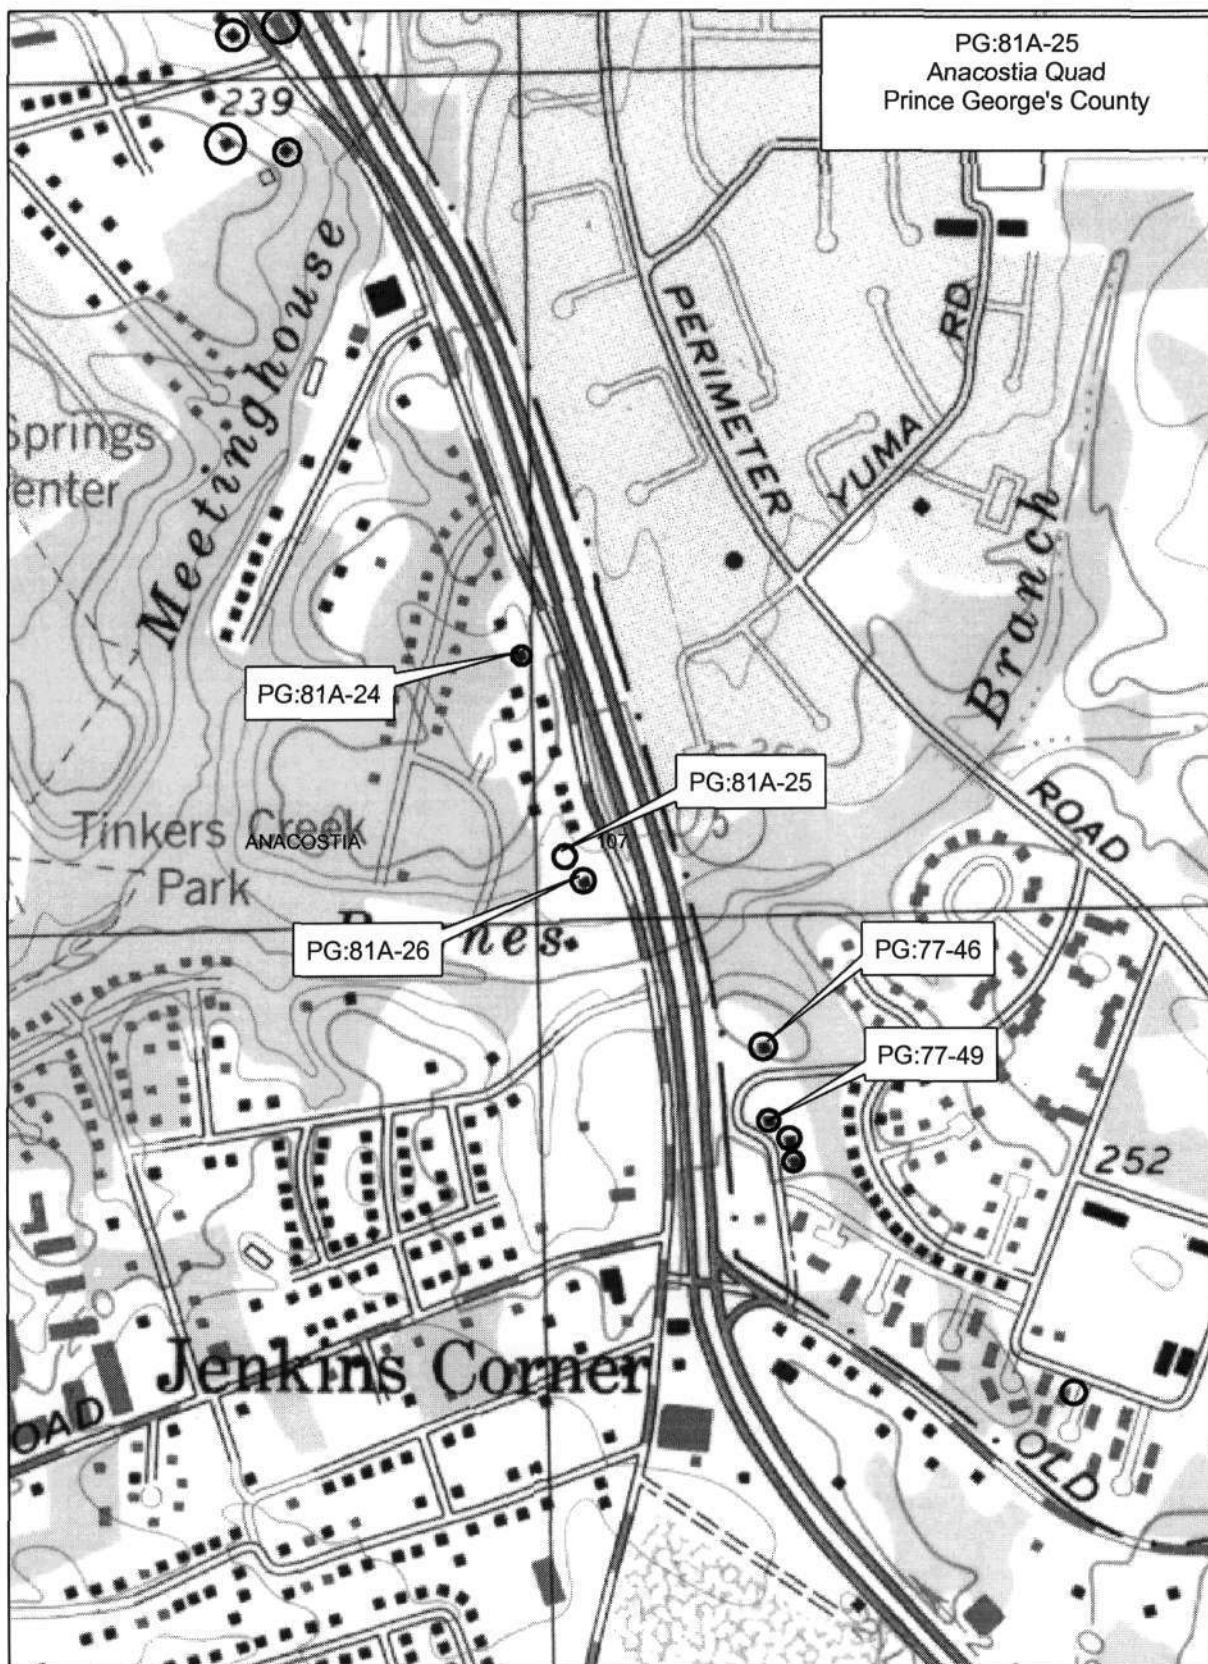 PG:81A-25
Anacostia Quad
Prince George's County
239
Meetinghouse
PERIMETER
YUMA
RD
Springs
enter
Branch
PG:81A-24
PG:81A-25
ROAD
Tinkers Creek
Park
ANACOSTIA
107
PG:81A-26
nes
PG:77-46
PG:77-49
252
Jenkins Corner
OAD
OLD